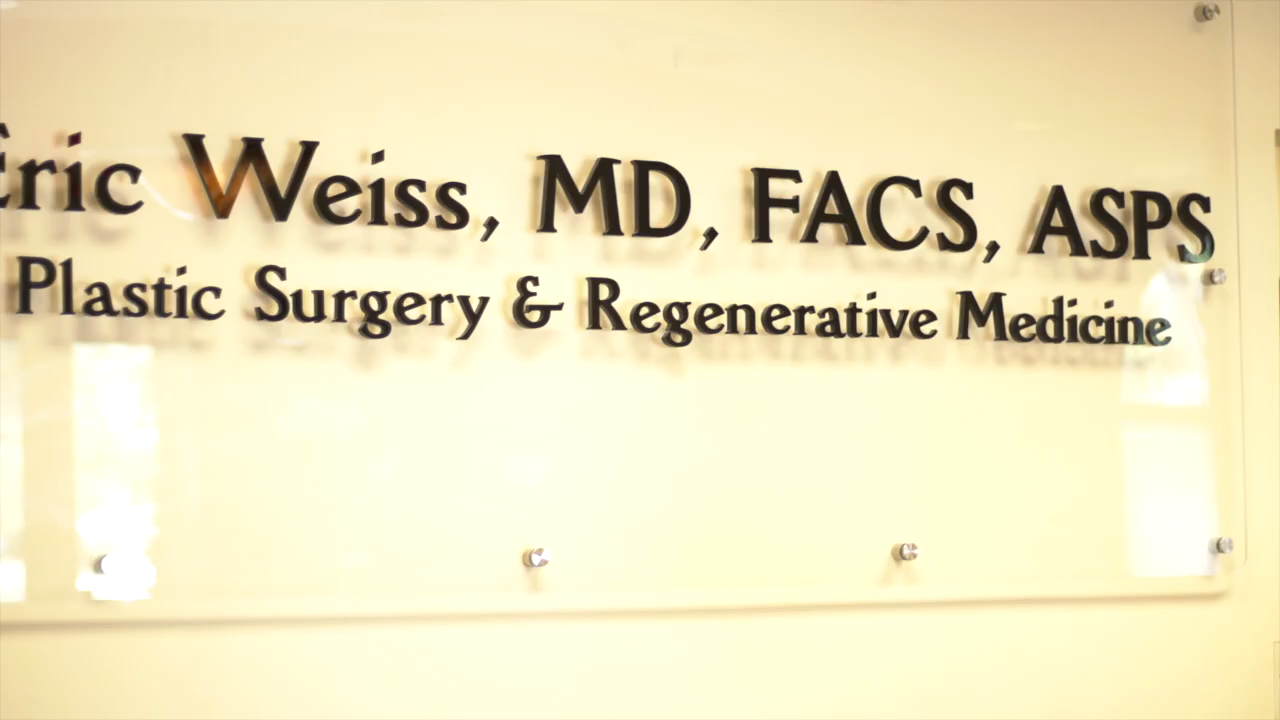 Eric Weiss, MD, FACS, ASPS
Plastic Surgery & Regenerative Medicine